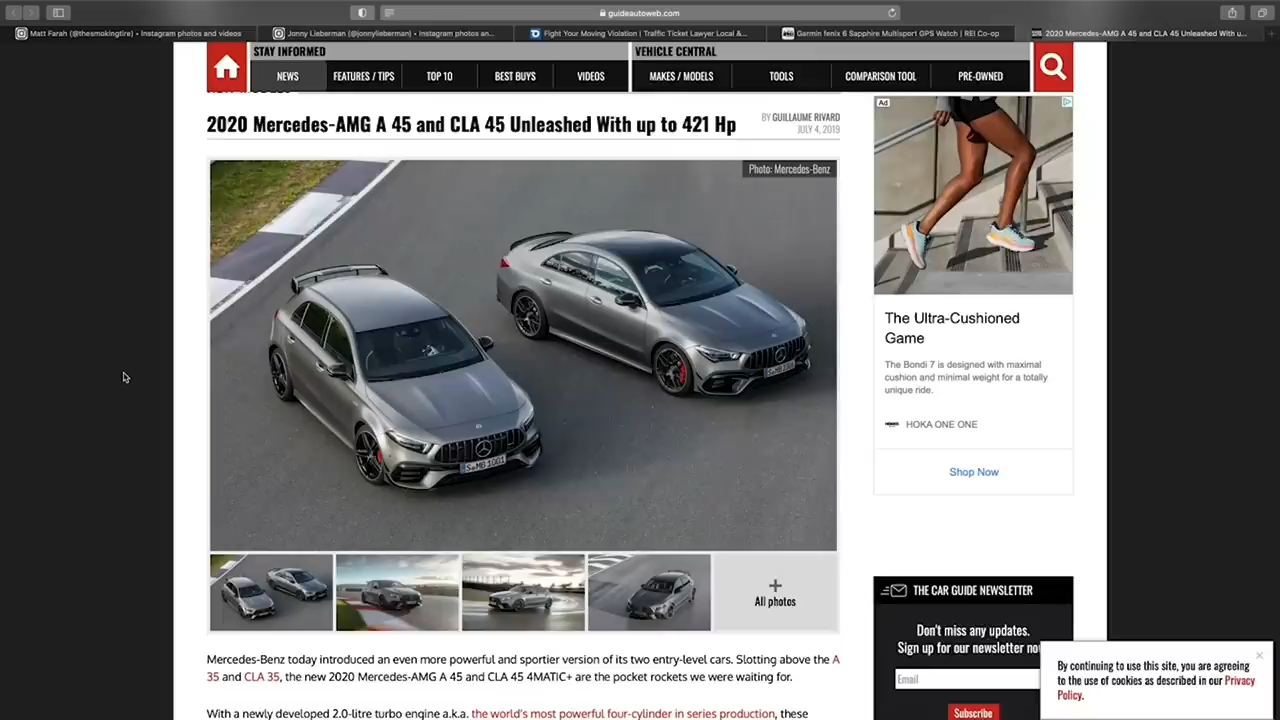 guideautoweb.com
Matt Farah (@thesmokingtire) • Instagram photos and videos
Jonny Lieberman (@jonnylieberman) • Instagram photos an...
Fight Your Moving Violation | Traffic Ticket Lawyer Local &...
Garmin fenix 6 Sapphire Multisport GPS Watch | REI Co-op
2020 Mercedes-AMG A 45 and CLA 45 Unleashed With u...
STAY INFORMED
VEHICLE CENTRAL
NEWS
FEATURES / TIPS
TOP 10
BEST BUYS
VIDEOS
MAKES / MODELS
TOOLS
COMPARISON TOOL
PRE-OWNED
2020 Mercedes-AMG A 45 and CLA 45 Unleashed With up to 421 Hp
BY GUILLAUME RIVARD
JULY 4, 2019
Photo: Mercedes-Benz
S MB 1001
All photos
Mercedes-Benz today introduced an even more powerful and sportier version of its two entry-level cars. Slotting above the A
35 and CLA 35, the new 2020 Mercedes-AMG A 45 and CLA 45 4MATIC+ are the pocket rockets we were waiting for.
With a newly developed 2.0-litre turbo engine a.k.a. the world's most powerful four-cylinder in series production, these
Ad
The Ultra-Cushioned
Game
The Bondi 7 is designed with maximal
cushion and minimal weight for a totally
unique ride.
HOKA ONE ONE
Shop Now
THE CAR GUIDE NEWSLETTER
Don't miss any updates.
Sign up for our newsletter
Email
Subscribe
By continuing to use this site, you are agreeing
to the use of cookies as described in our Privacy
Policy.